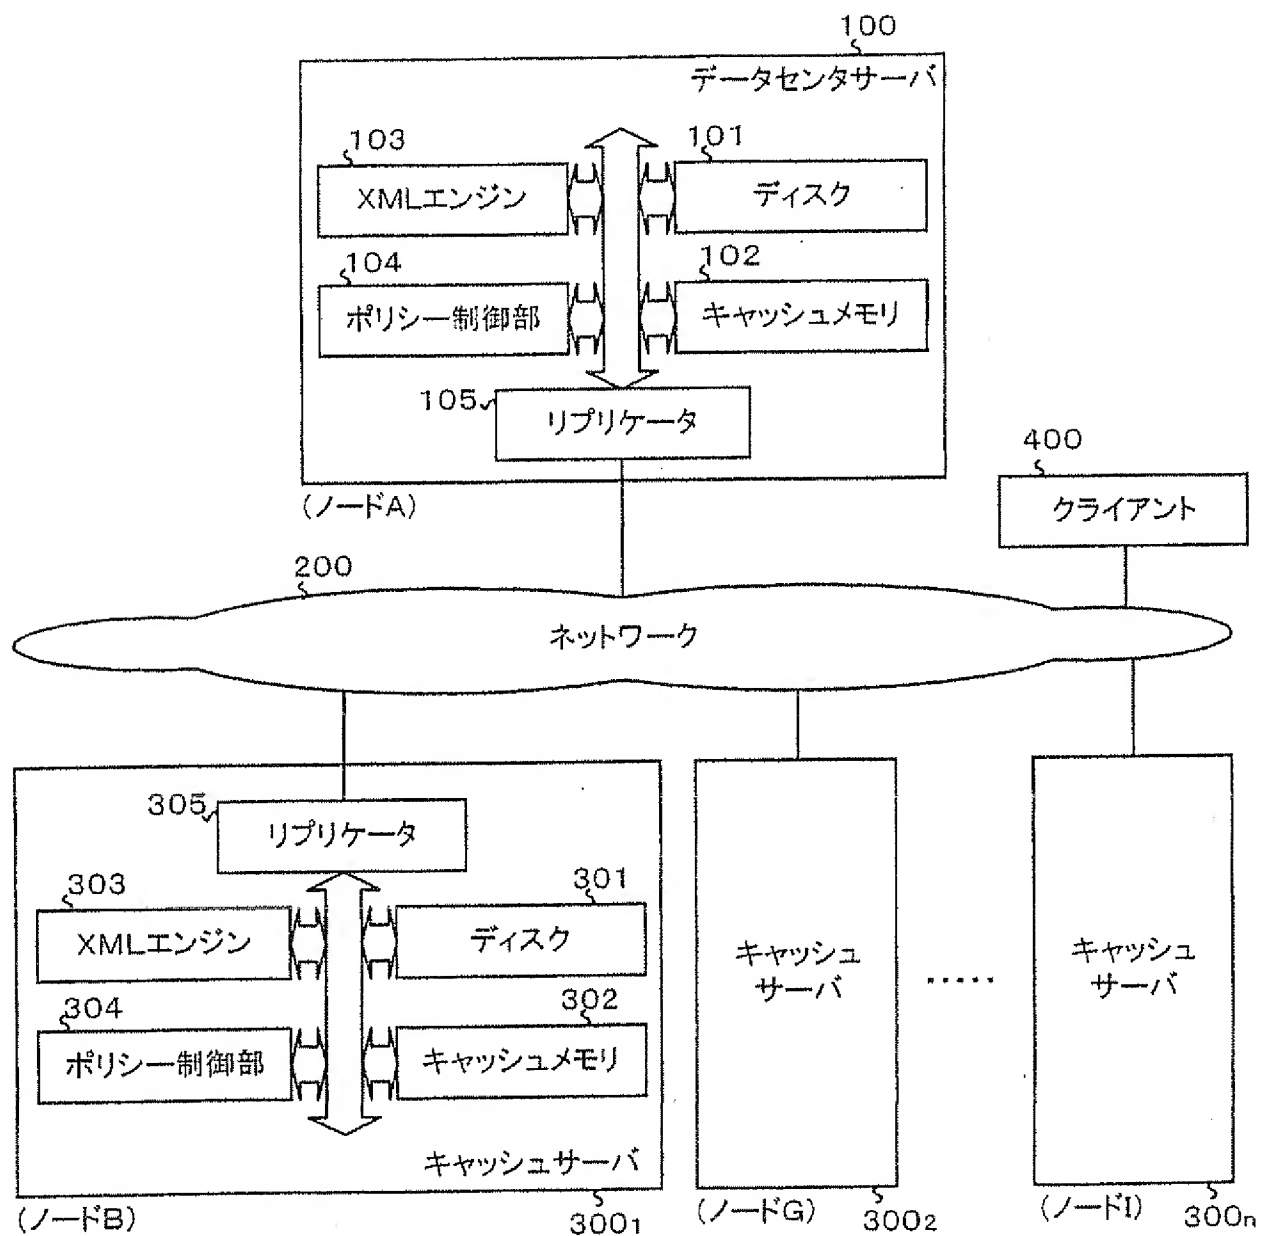 100
データセンタサーバ
103
XMLエンジン
101
ディスク
104
ポリシー制御部
102
キャッシュメモリ
105
リプリケータ
(ノードA)
400
クライアント
200
ネットワーク
305
リプリケータ
303
XMLエンジン
301
ディスク
304
ポリシー制御部
302
キャッシュメモリ
キャッシュサーバ
(ノードB)
300₁
キャッシュ
サーバ
(ノードG)
300₂
.....
キャッシュ
サーバ
(ノードI)
300ₙ